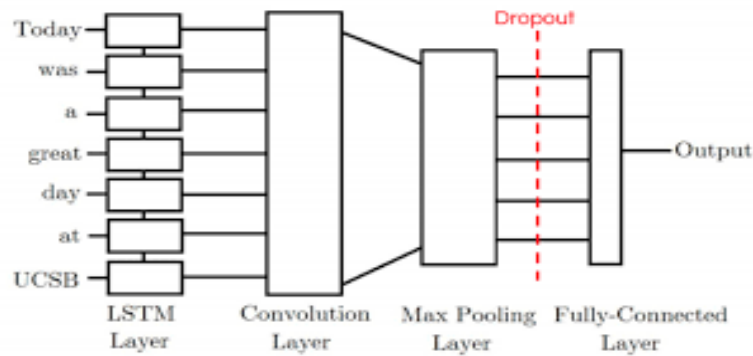 Dropout
Today
was
a
great
day
at
UCSB
Output
LSTM
Layer
Convolution
Layer
Max Pooling
Layer
Fully-Connected
Layer